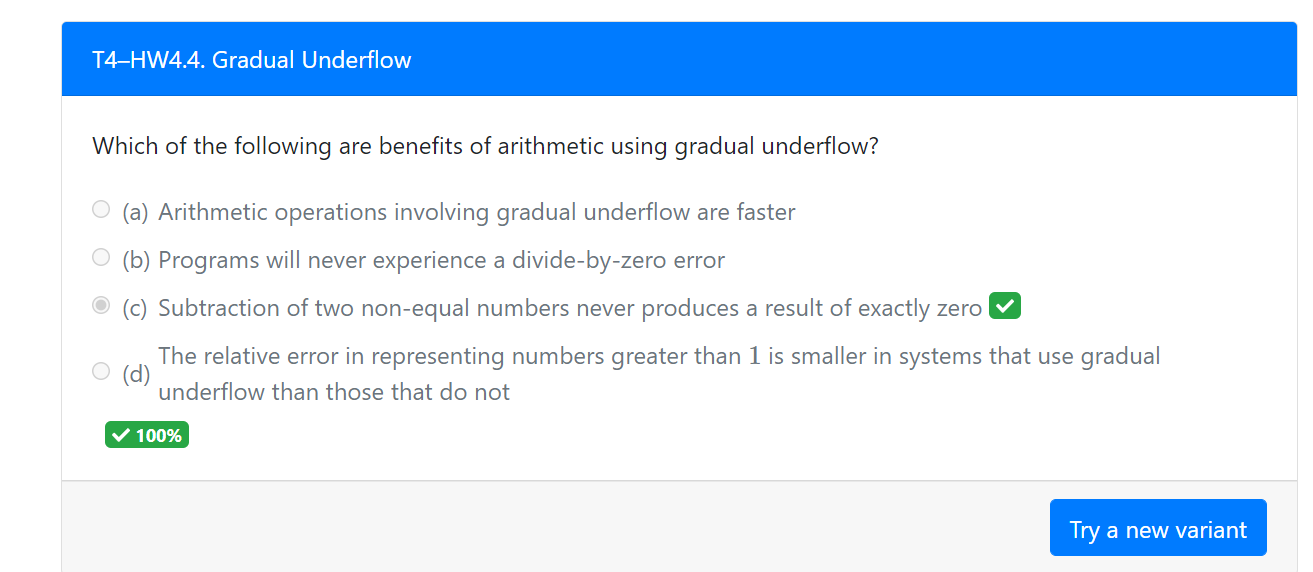 T4–HW4.4. Gradual Underflow
Which of the following are benefits of arithmetic using gradual underflow?
(a) Arithmetic operations involving gradual underflow are faster
(b) Programs will never experience a divide-by-zero error
(c) Subtraction of two non-equal numbers never produces a result of exactly zero
(d) The relative error in representing numbers greater than 1 is smaller in systems that use gradual
underflow than those that do not
100%
Try a new variant